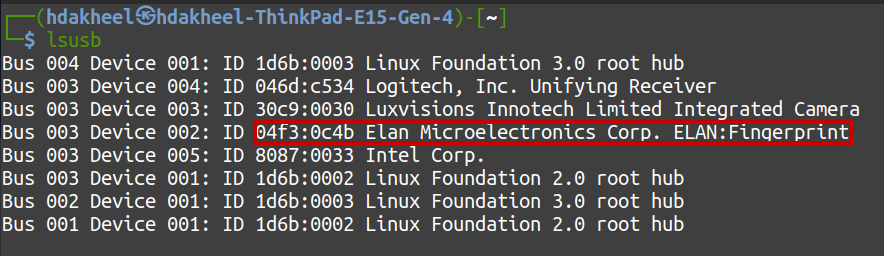 ┌──(hdakheel㉿hdakheel-ThinkPad-E15-Gen-4)-[~]
└─$ lsusb
Bus 004 Device 001: ID 1d6b:0003 Linux Foundation 3.0 root hub
Bus 003 Device 004: ID 046d:c534 Logitech, Inc. Unifying Receiver
Bus 003 Device 003: ID 30c9:0030 Luxvisions Innotech Limited Integrated Camera
Bus 003 Device 002: ID 04f3:0c4b Elan Microelectronics Corp. ELAN:Fingerprint
Bus 003 Device 005: ID 8087:0033 Intel Corp.
Bus 003 Device 001: ID 1d6b:0002 Linux Foundation 2.0 root hub
Bus 002 Device 001: ID 1d6b:0003 Linux Foundation 3.0 root hub
Bus 001 Device 001: ID 1d6b:0002 Linux Foundation 2.0 root hub